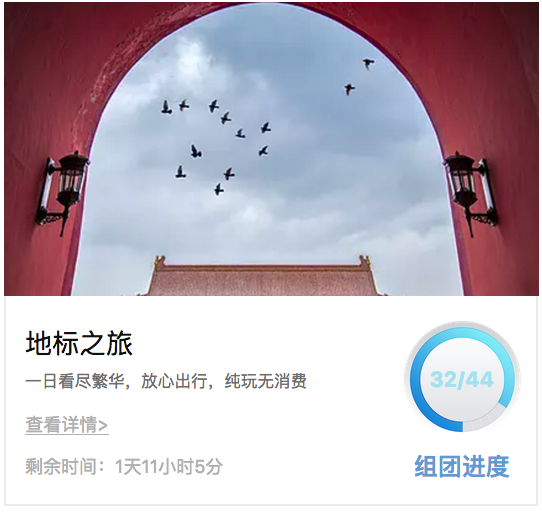 地标之旅
一日看尽繁华，放心出行，纯玩无消费
32/44
查看详情>
剩余时间：1天11小时5分
组团进度